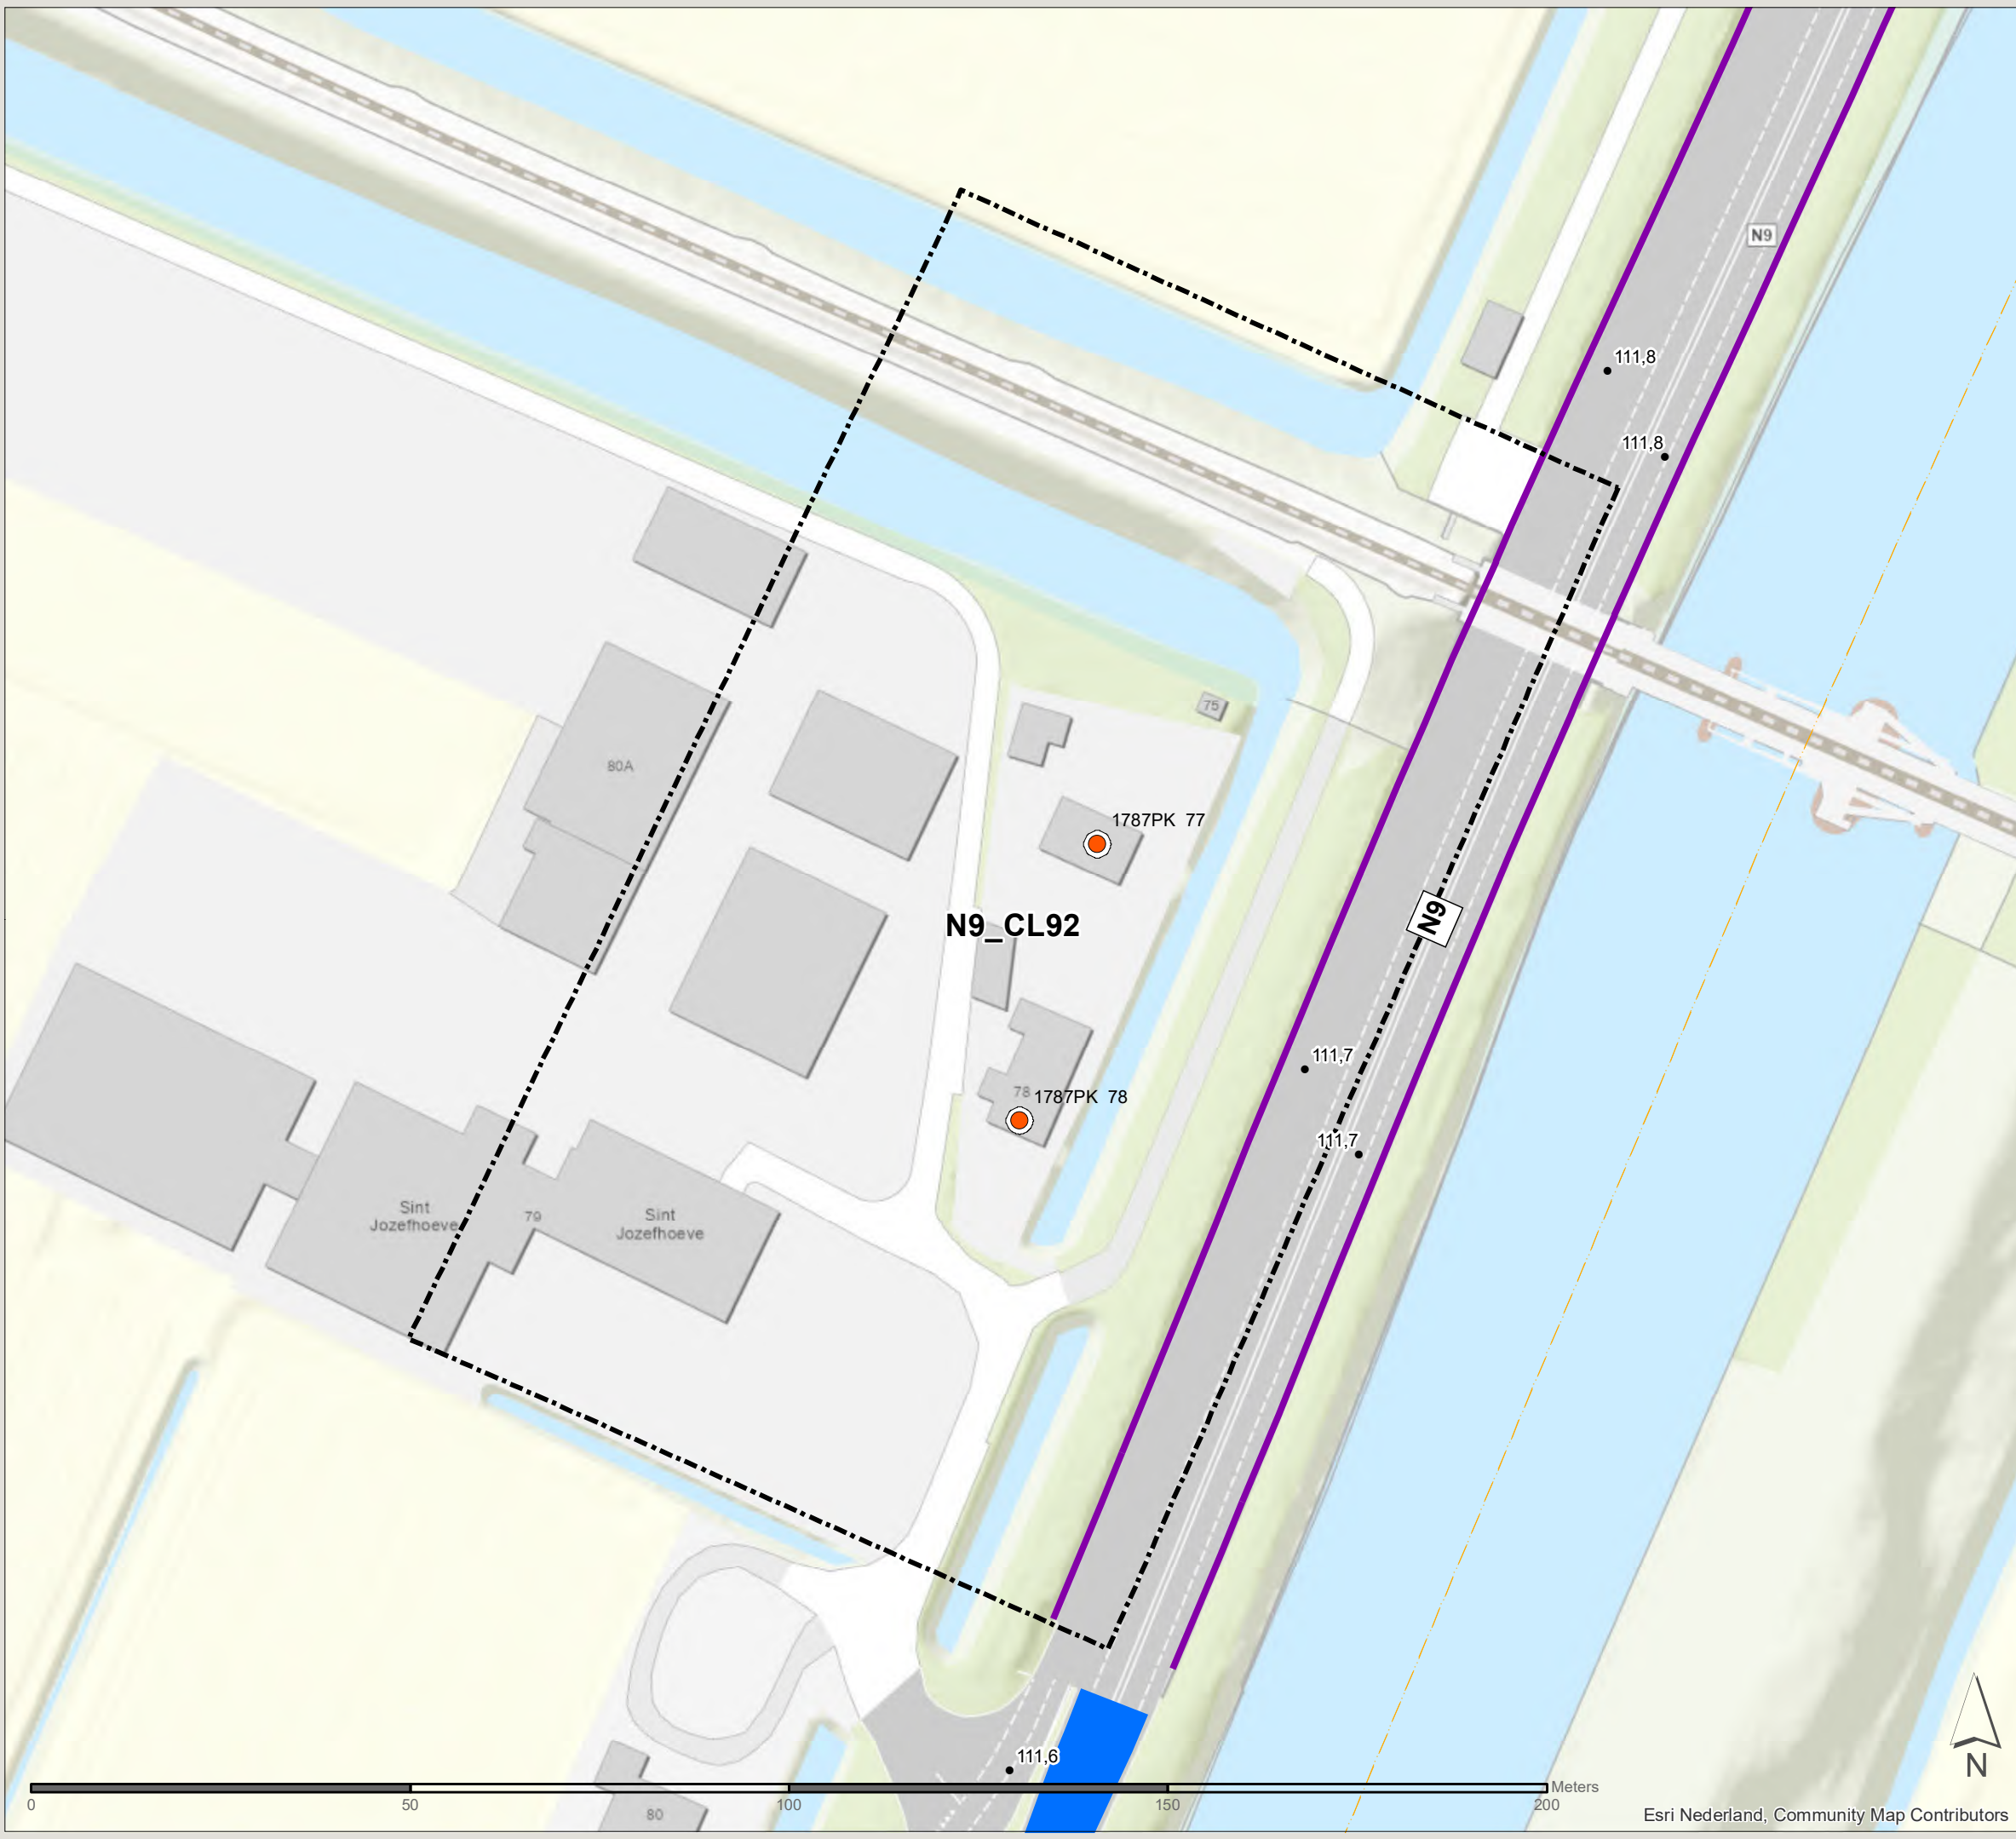 N9
111,8
111,8
75
80A
1787PK 77
N9_CL92
N9
111,7
78
1787PK 78
111,7
Sint
Jozefhoeve
79
Sint
Jozefhoeve
111,6
N
Meters
0
50
100
150
200
80
Esri Nederland, Community Map Contributors